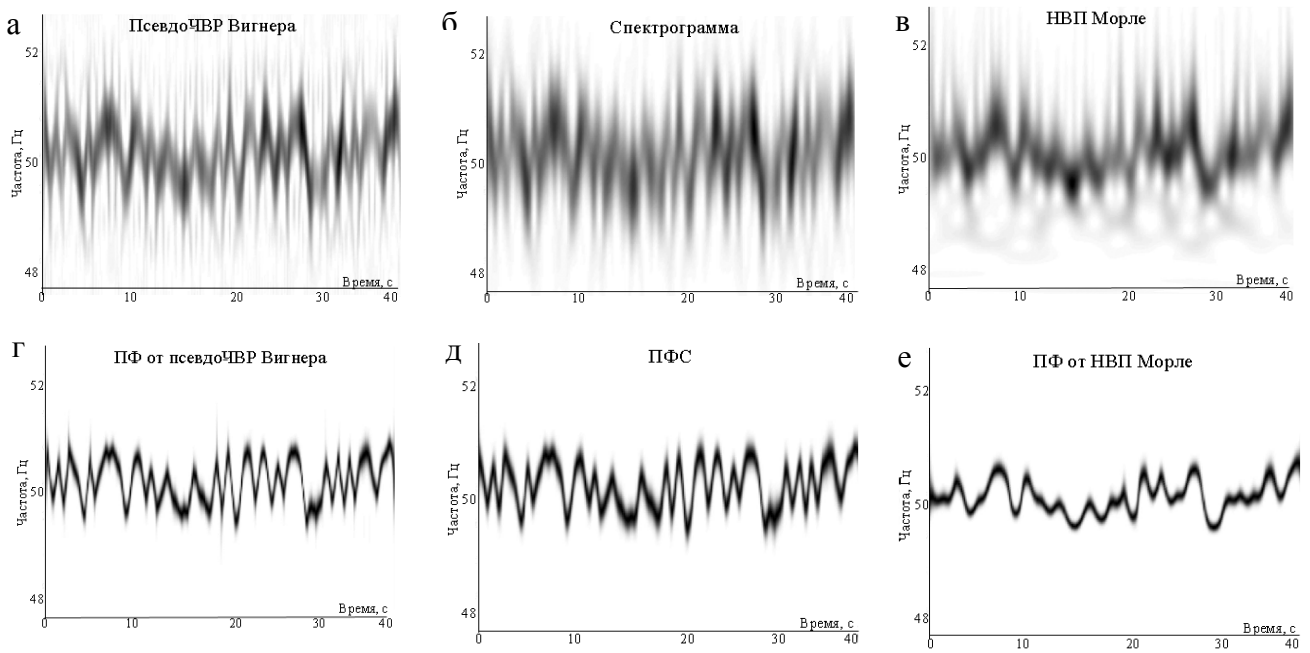 а
ПсевдоЧВР Вигнера
Частота, Гц
52
50
48
0
10
20
30
40
Время, с
б
Спектрограмма
Частота, Гц
52
50
48
0
10
20
30
40
Время, с
в
НВП Морле
Частота, Гц
52
50
48
0
10
20
30
40
Время, с
г
ПФ от псевдоЧВР Вигнера
Частота, Гц
52
50
48
0
10
20
30
40
Время, с
д
ПФС
Частота, Гц
52
50
48
0
10
20
30
40
Время, с
е
ПФ от НВП Морле
Частота, Гц
52
50
48
0
10
20
30
40
Время, с